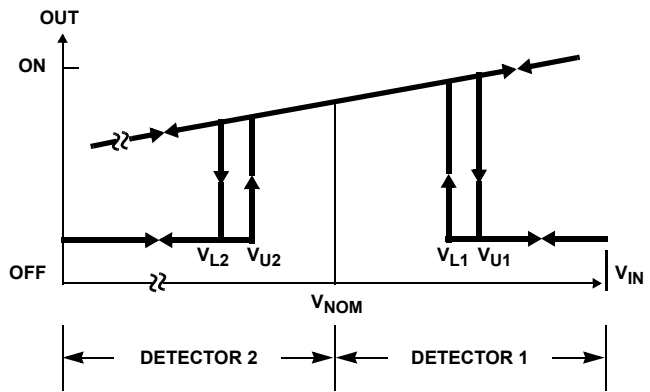 OUT
ON
OFF
V_L2 V_U2 V_L1 V_U1
V_IN
V_NOM
DETECTOR 2 DETECTOR 1